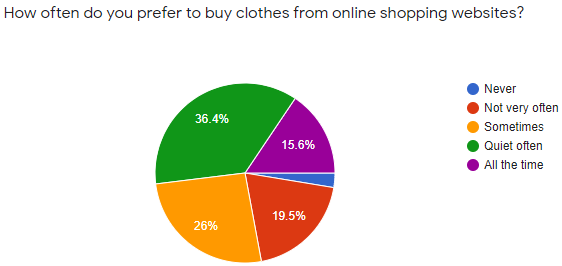 How often do you prefer to buy clothes from online shopping websites?
36.4%
15.6%
19.5%
26%
Never
Not very often
Sometimes
Quiet often
All the time